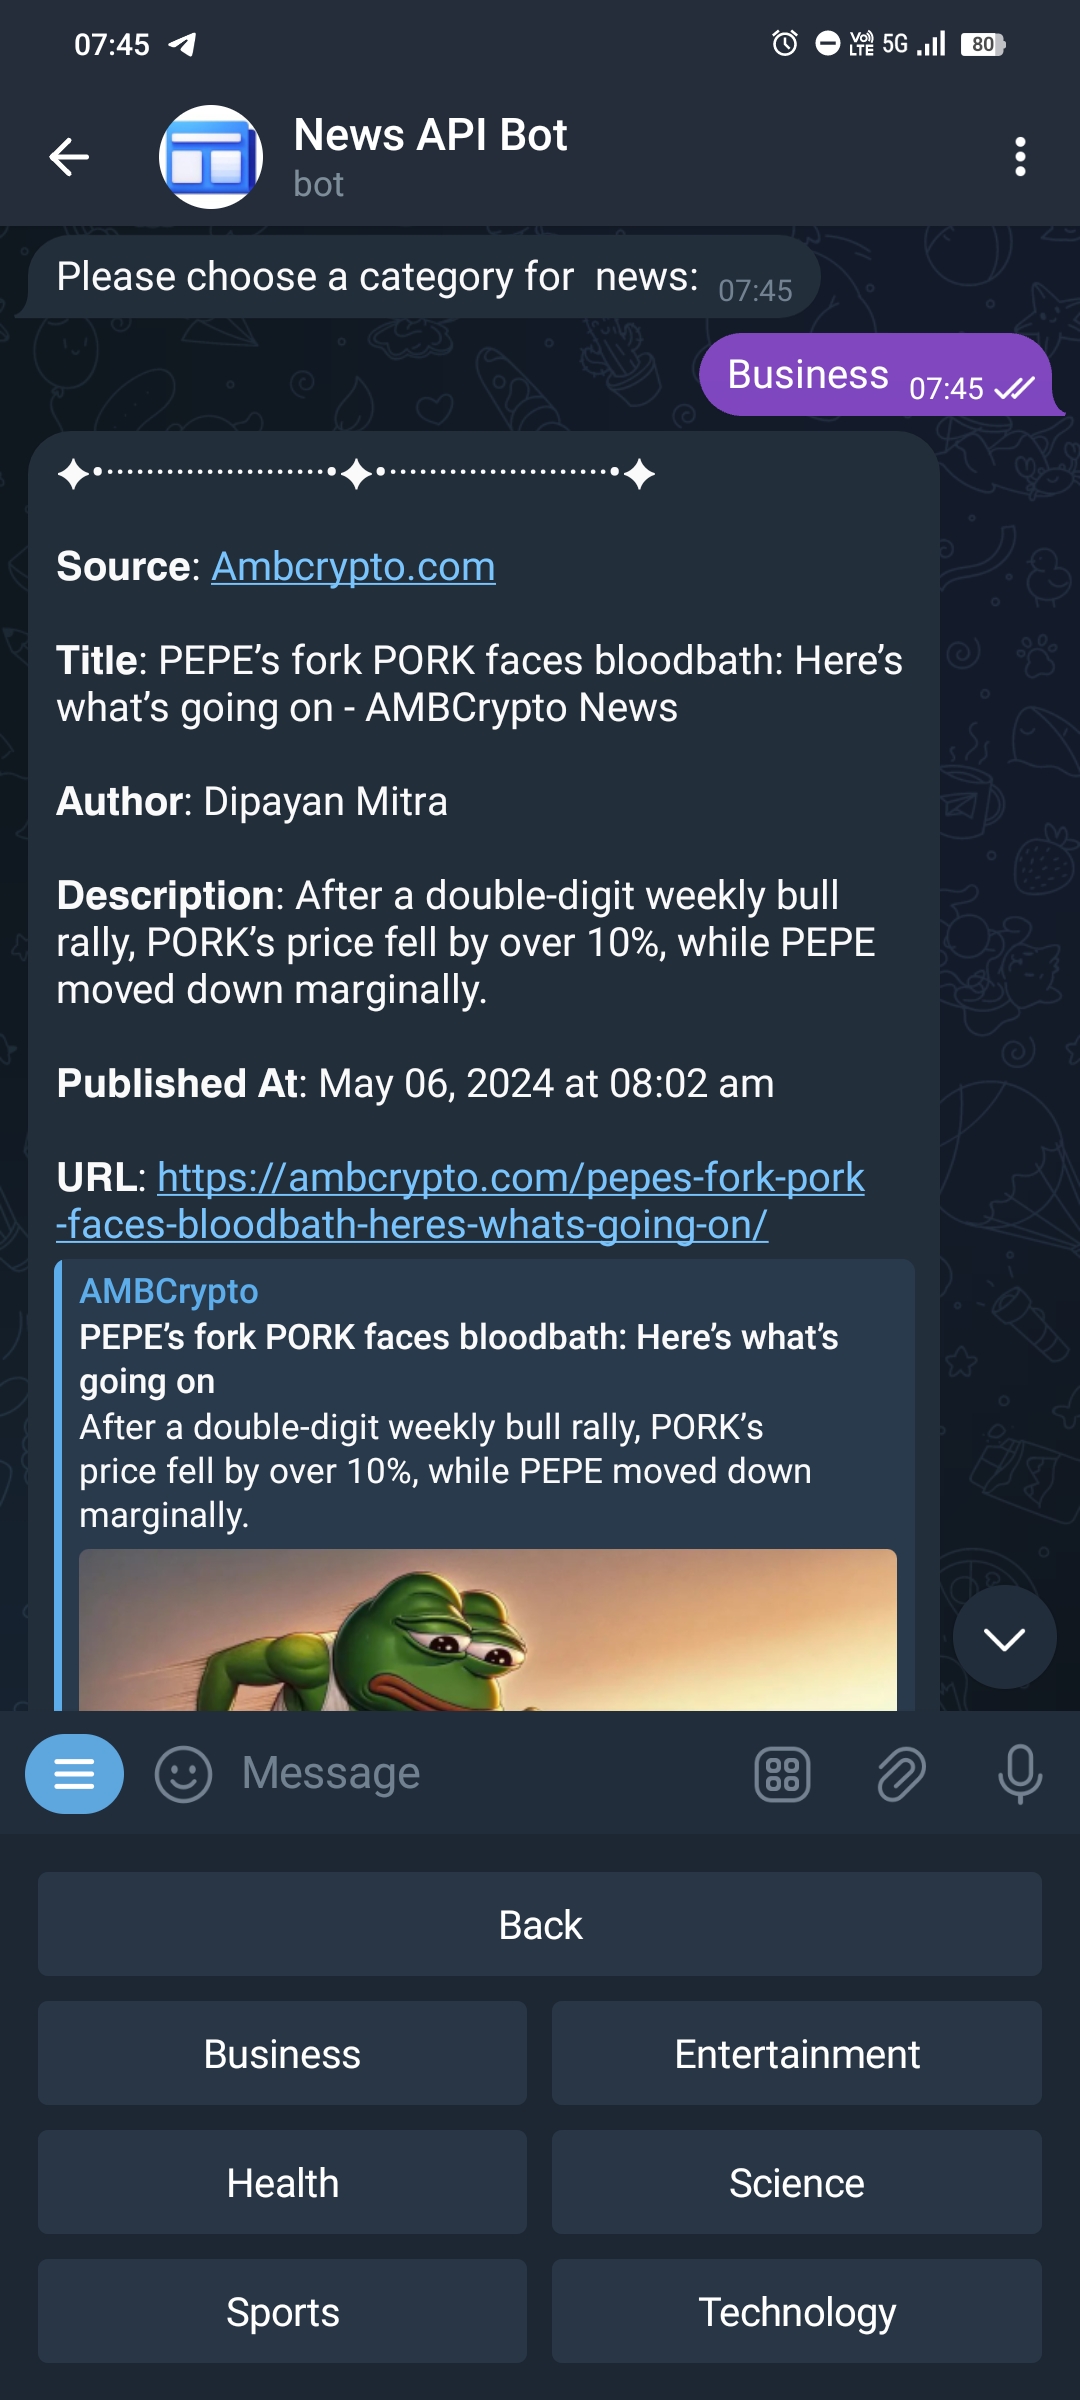 07:45
Vo)) LTE 5G 80
News API Bot
bot
Please choose a category for  news: 07:45
Business 07:45
Source: Ambcrypto.com
Title: PEPE’s fork PORK faces bloodbath: Here’s
what’s going on - AMBCrypto News
Author: Dipayan Mitra
Description: After a double-digit weekly bull
rally, PORK’s price fell by over 10%, while PEPE
moved down marginally.
Published At: May 06, 2024 at 08:02 am
URL: https://ambcrypto.com/pepes-fork-pork
-faces-bloodbath-heres-whats-going-on/
AMBCrypto
PEPE’s fork PORK faces bloodbath: Here’s what’s
going on
After a double-digit weekly bull rally, PORK’s
price fell by over 10%, while PEPE moved down
marginally.
Message
Back
Business
Entertainment
Health
Science
Sports
Technology